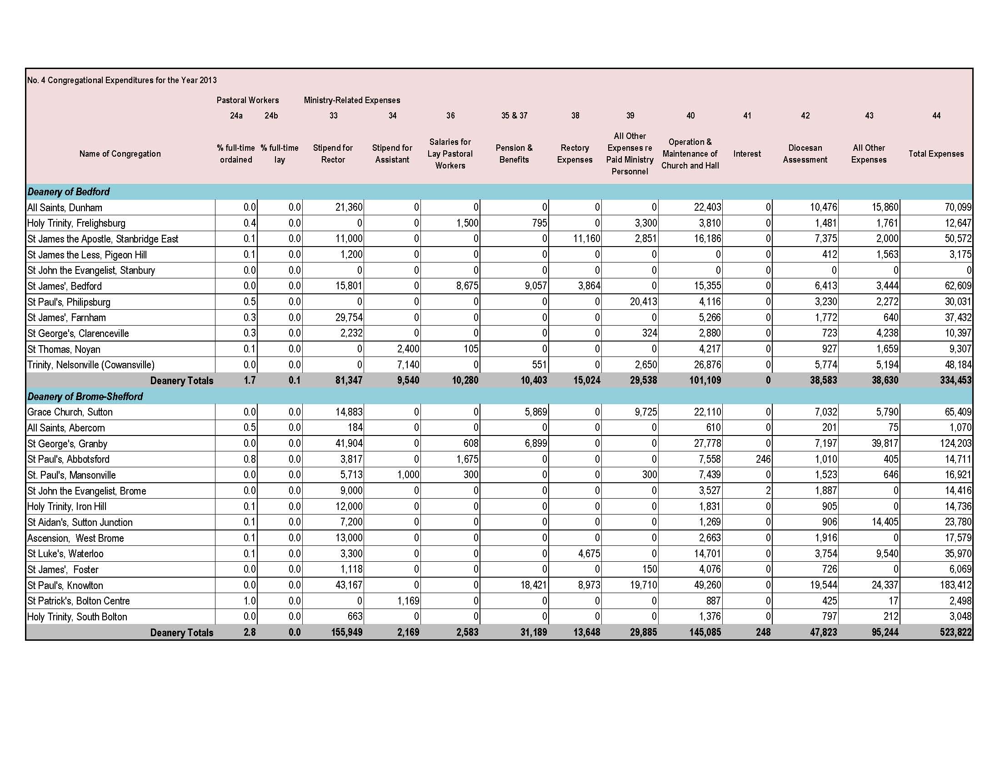 No. 4 Congregational Expenditures for the Year 2013
Pastoral Workers Ministry-Related Expenses
24a 24b 33 34 36 35 & 37 38 39 40 41 42 43 44
Name of Congregation % full-time ordained % full-time lay Stipend for Rector Stipend for Assistant Salaries for Lay Pastoral Workers Pension & Benefits Rectory Expenses All Other Expenses re Paid Ministry Personnel Operation & Maintenance of Church and Hall Interest Diocesan Assessment All Other Expenses Total Expenses
Deanery of Bedford
All Saints, Dunham 0.0 0.0 21,360 0 0 0 0 0 22,403 0 10,476 15,860 70,099
Holy Trinity, Frelighsburg 0.4 0.0 0 0 1,500 795 0 3,300 3,810 0 1,481 1,761 12,647
St James the Apostle, Stanbridge East 0.1 0.0 11,000 0 0 0 11,160 2,851 16,186 0 7,375 2,000 50,572
St James the Less, Pigeon Hill 0.1 0.0 1,200 0 0 0 0 0 0 0 412 1,563 3,175
St John the Evangelist, Stanbury 0.0 0.0 0 0 0 0 0 0 0 0 0 0 0
St James', Bedford 0.0 0.0 15,801 0 8,675 9,057 3,864 0 15,355 0 6,413 3,444 62,609
St Paul's, Philipsburg 0.5 0.0 0 0 0 0 0 20,413 4,116 0 3,230 2,272 30,031
St James', Farnham 0.3 0.0 29,754 0 0 0 0 0 5,266 0 1,772 640 37,432
St George's, Clarenceville 0.3 0.0 2,232 0 0 0 0 324 2,880 0 723 4,238 10,397
St Thomas, Noyan 0.1 0.0 0 2,400 105 0 0 0 4,217 0 927 1,659 9,307
Trinity, Nelsonville (Cowansville) 0.0 0.0 0 7,140 0 551 0 2,650 26,876 0 5,774 5,194 48,184
Deanery Totals 1.7 0.1 81,347 9,540 10,280 10,403 15,024 29,538 101,109 0 38,583 38,630 334,453
Deanery of Brome-Shefford
Grace Church, Sutton 0.0 0.0 14,883 0 0 5,869 0 9,725 22,110 0 7,032 5,790 65,409
All Saints, Abercorn 0.5 0.0 184 0 0 0 0 0 610 0 201 75 1,070
St George's, Granby 0.0 0.0 41,904 0 608 6,899 0 0 27,778 0 7,197 39,817 124,203
St Paul's, Abbotsford 0.8 0.0 3,817 0 1,675 0 0 0 7,558 246 1,010 405 14,711
St. Paul's, Mansonville 0.0 0.0 5,713 1,000 300 0 0 300 7,439 0 1,523 646 16,921
St John the Evangelist, Brome 0.0 0.0 9,000 0 0 0 0 0 3,527 2 1,887 0 14,416
Holy Trinity, Iron Hill 0.1 0.0 12,000 0 0 0 0 0 1,831 0 905 0 14,736
St Aidan's, Sutton Junction 0.1 0.0 7,200 0 0 0 0 0 1,269 0 906 14,405 23,780
Ascension, West Brome 0.1 0.0 13,000 0 0 0 0 0 2,663 0 1,916 0 17,579
St Luke's, Waterloo 0.1 0.0 3,300 0 0 0 4,675 0 14,701 0 3,754 9,540 35,970
St James', Foster 0.0 0.0 1,118 0 0 0 0 150 4,076 0 726 0 6,069
St Paul's, Knowlton 0.0 0.0 43,167 0 0 18,421 8,973 19,710 49,260 0 19,544 24,337 183,412
St Patrick's, Bolton Centre 1.0 0.0 0 1,169 0 0 0 0 887 0 425 17 2,498
Holy Trinity, South Bolton 0.0 0.0 663 0 0 0 0 0 1,376 0 797 212 3,048
Deanery Totals 2.8 0.0 155,949 2,169 2,583 31,189 13,648 29,885 145,085 248 47,823 95,244 523,822